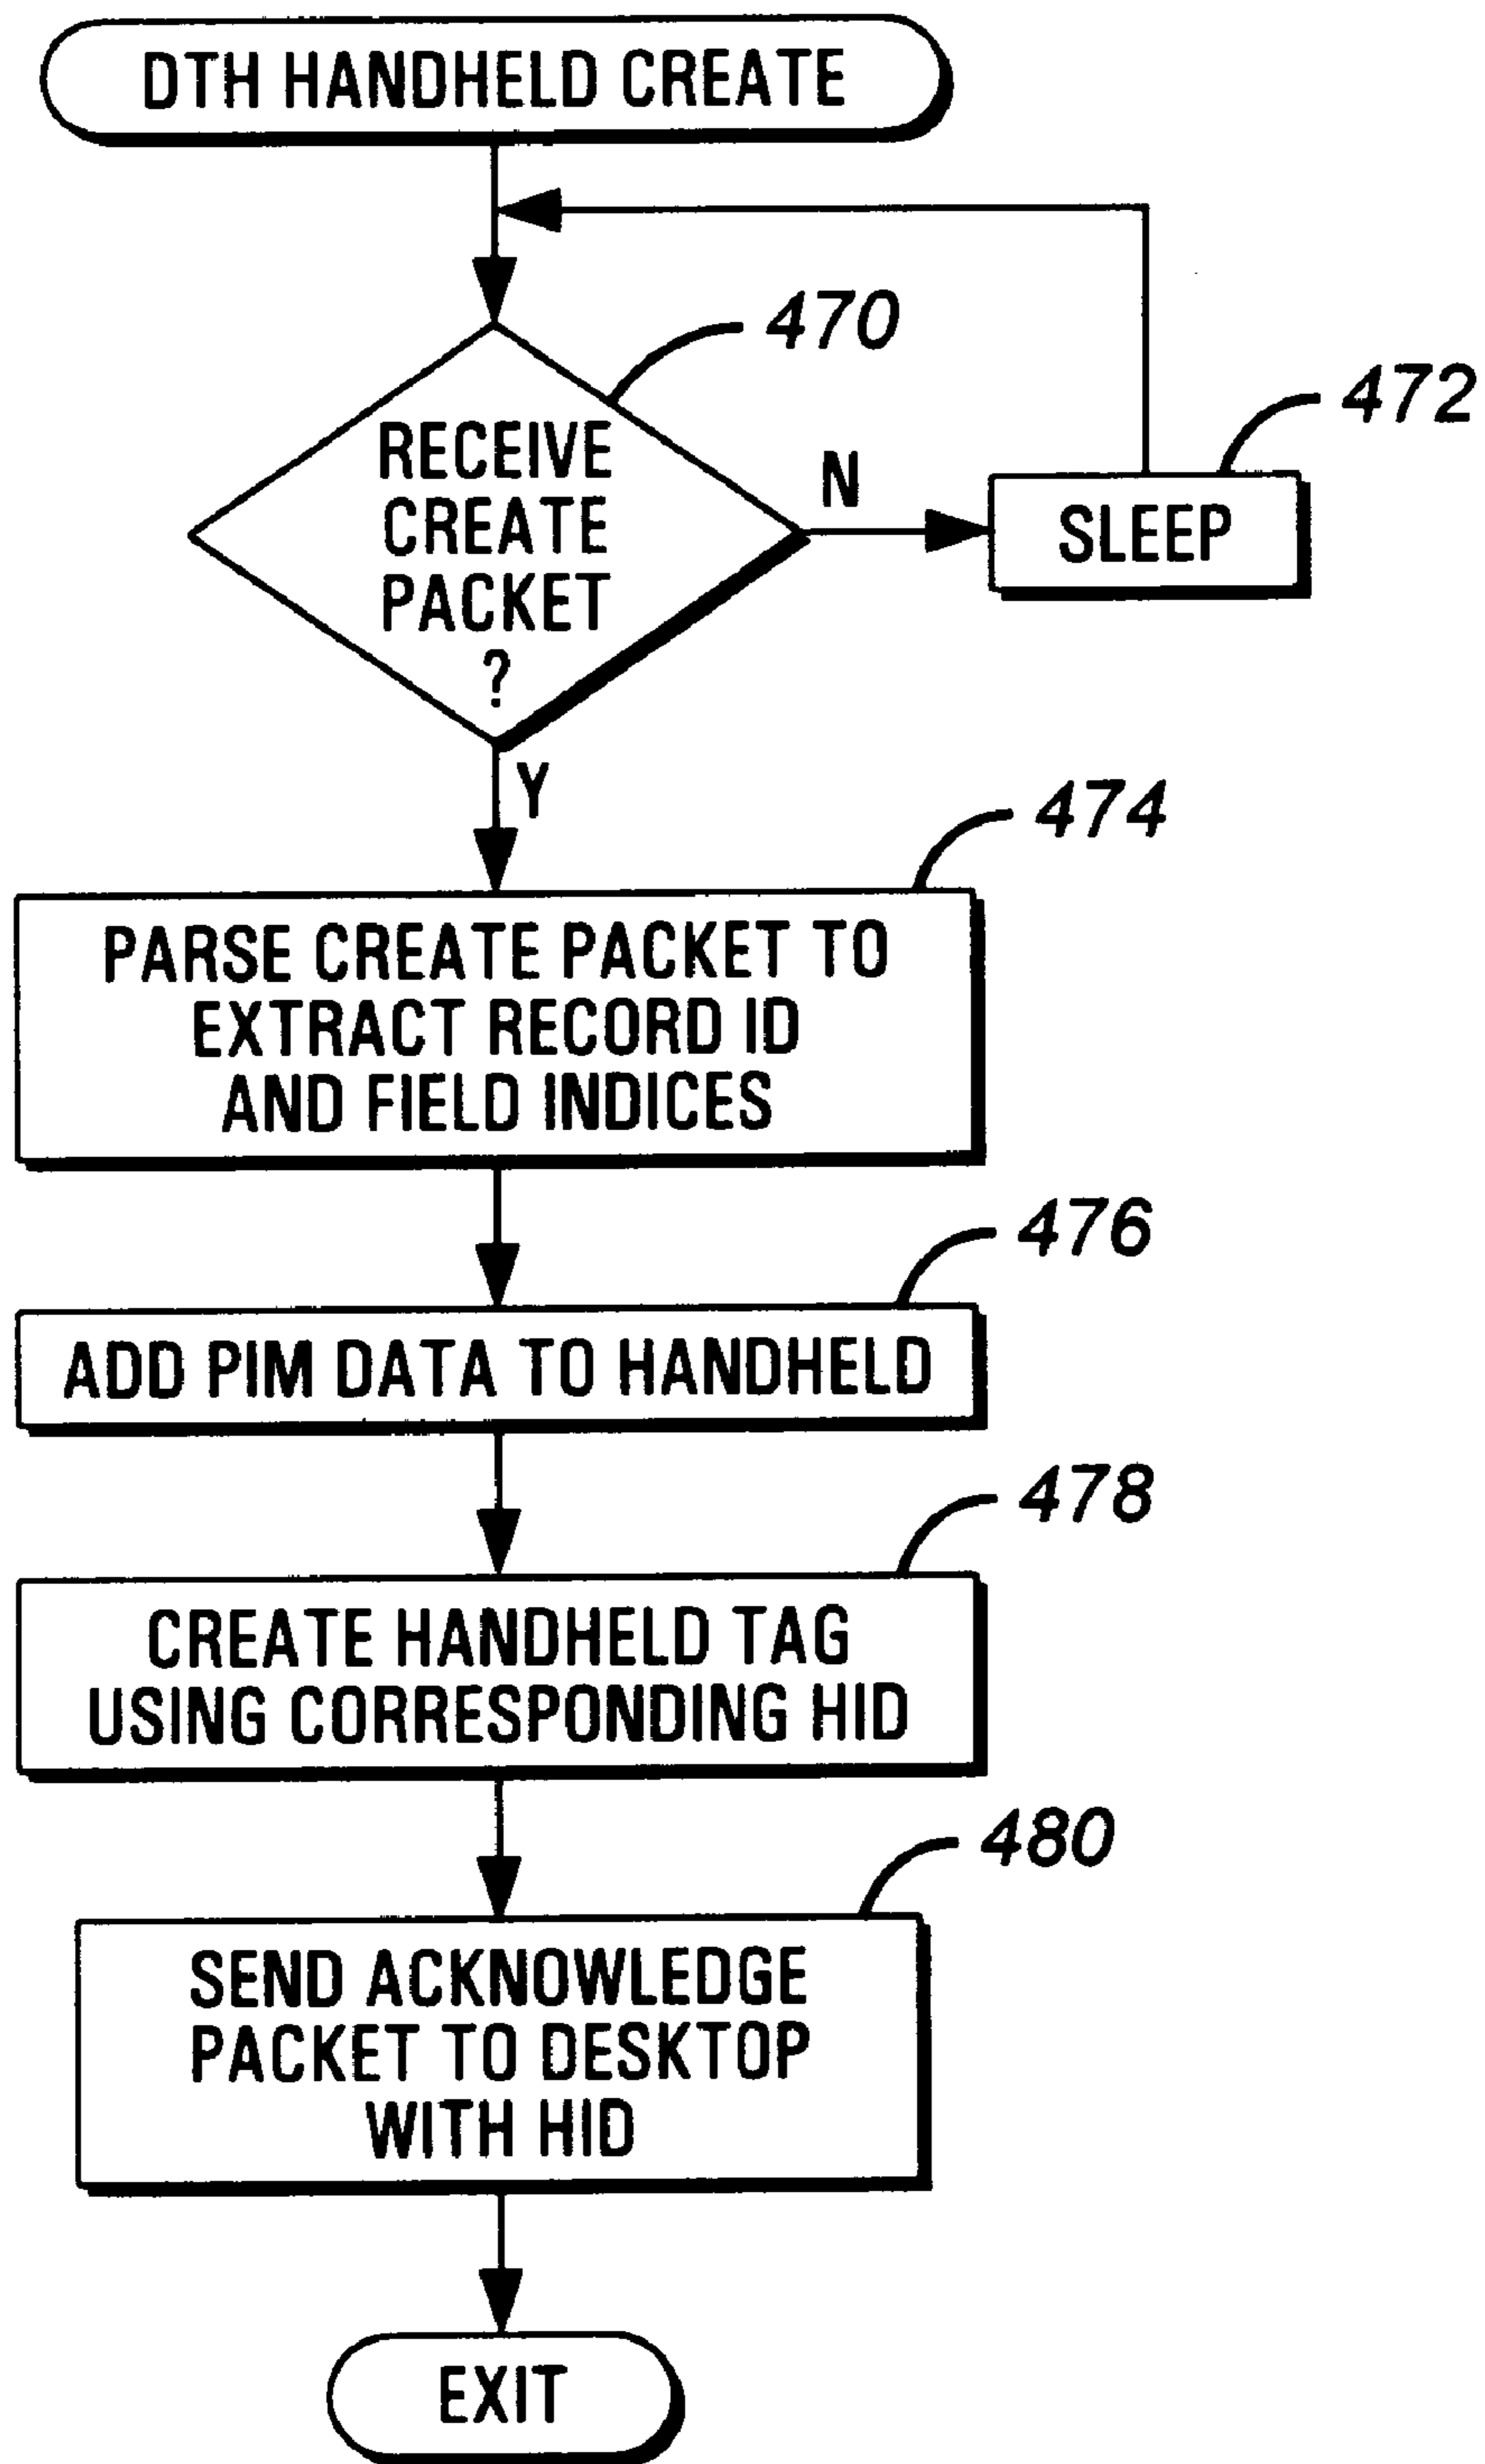 DTH HANDHELD CREATE
470
RECEIVE
CREATE
PACKET
?
N
472
SLEEP
Y
474
PARSE CREATE PACKET TO
EXTRACT RECORD ID
AND FIELD INDICES
476
ADD PIM DATA TO HANDHELD
478
CREATE HANDHELD TAG
USING CORRESPONDING HID
480
SEND ACKNOWLEDGE
PACKET TO DESKTOP
WITH HID
EXIT